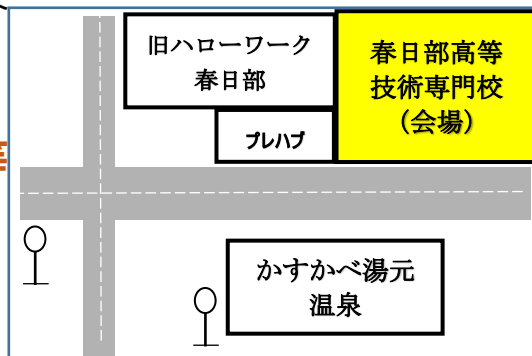 旧ハローワーク
春日部
春日部高等
技術専門校
（会場）
プレハブ
かすかべ湯元
温泉